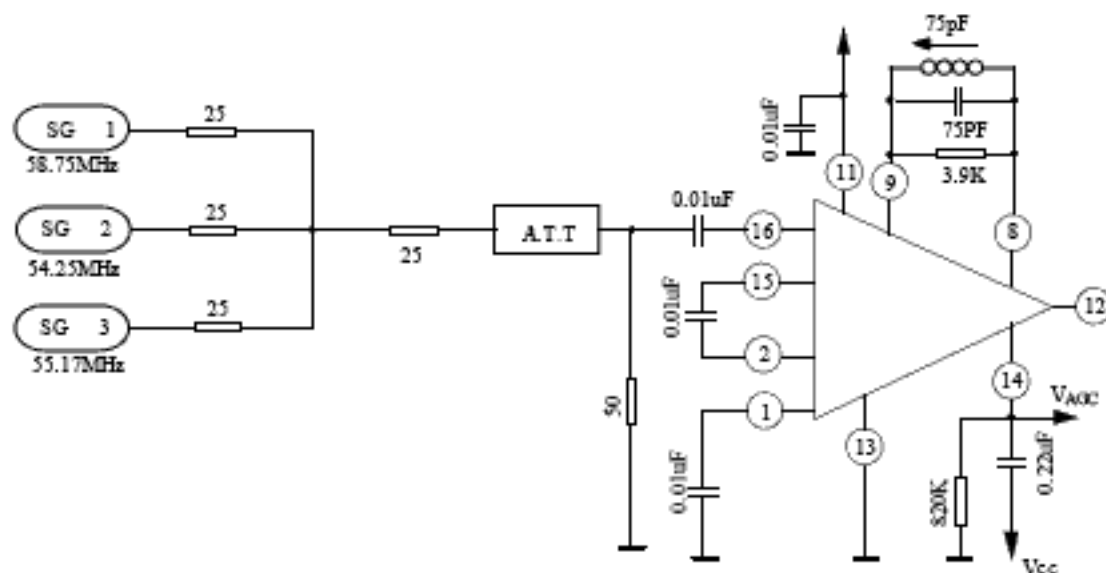 75pF
75PF
3.9K
0.01uF
11
9
8
SG 1
58.75MHz
25
SG 2
54.25MHz
25
SG 3
55.17MHz
25
25
A.T.T
50
0.01uF
16
0.01uF
15
2
0.01uF
1
13
12
14
VAGC
820K
0.22uF
VCC